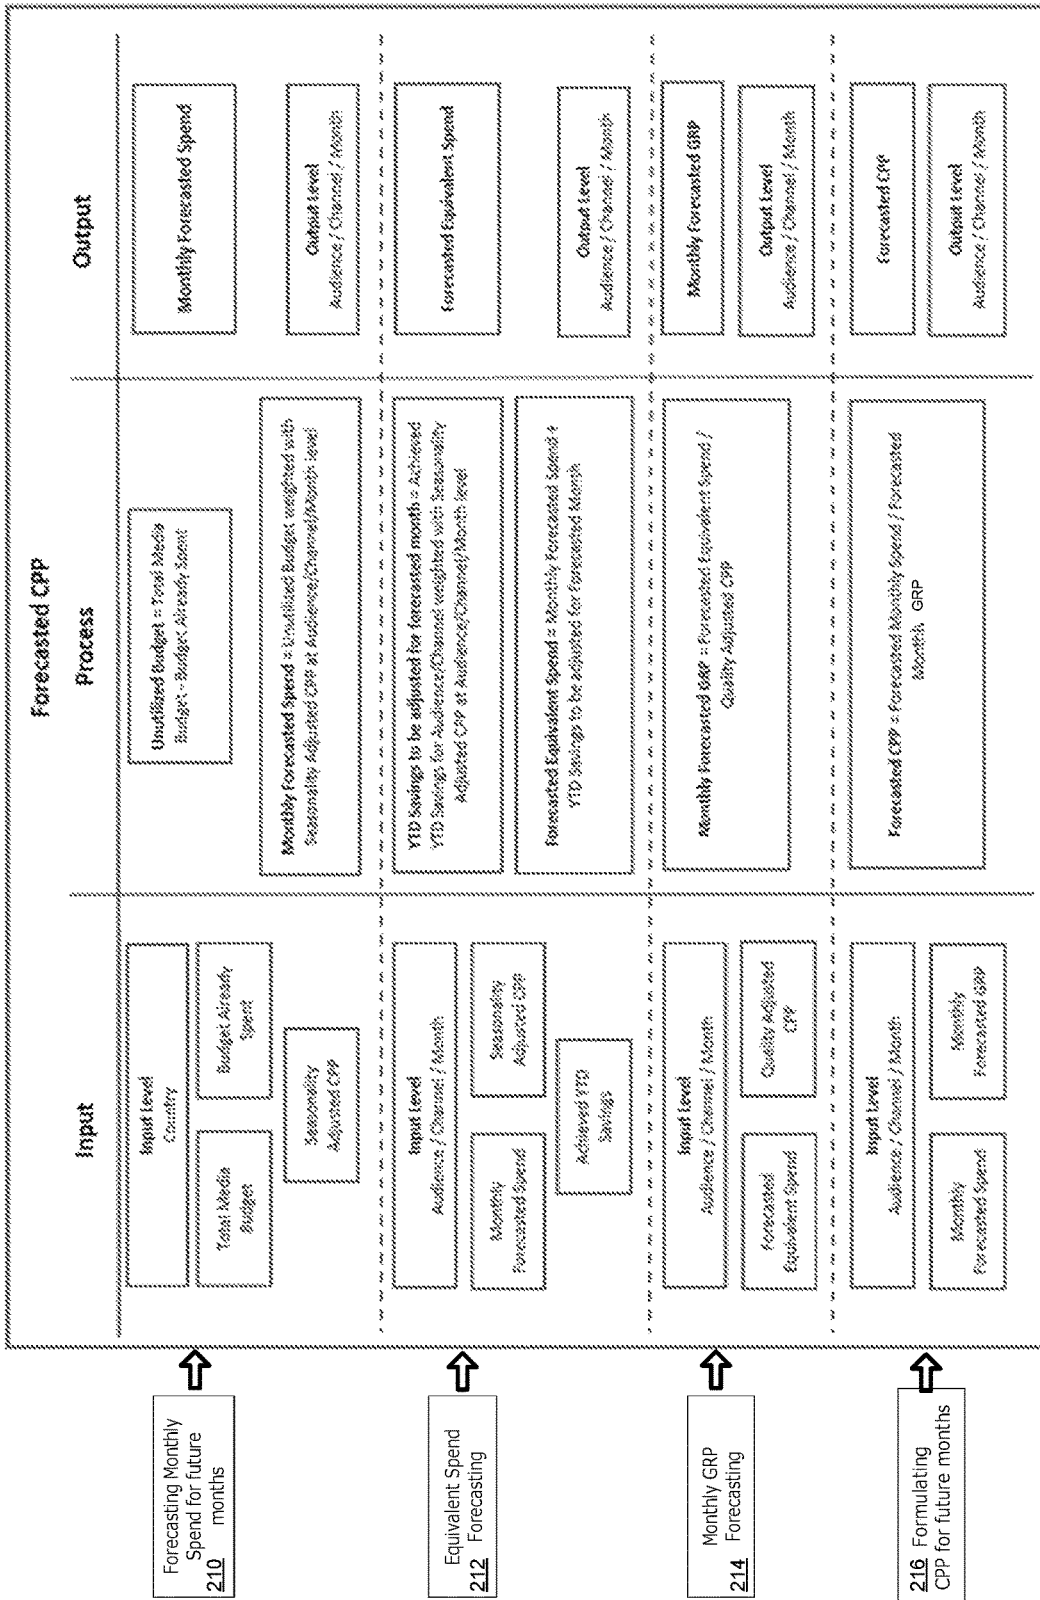 Forecasted CPP
Input
Process
Output
Forecasting Monthly
Spend for future
months
210
Input Level
Country
Total Media
Budget
Budget Already
Spent
Seasonality
Adjusted CPP
Unutilized Budget = Total Media
Budget - Budget Already Spent
Monthly Forecasted Spend = Unutilized Budget weighted with
Seasonality Adjusted CPP at Audience/Channel/Month level
Monthly Forecasted Spend
Output Level
Audience / Channel / Month
Equivalent Spend
212 Forecasting
Input Level
Audience / Channel / Month
Monthly
Forecasted Spend
Seasonality
Adjusted CPP
Achieved YTD
Savings
YTD Savings to be adjusted for forecasted month = Achieved
YTD Savings for Audience/Channel weighted with Seasonality
Adjusted CPP at Audience/Channel/Month level
Forecasted Equivalent Spend = Monthly Forecasted Spend +
YTD Savings to be adjusted for Forecasted Month
Forecasted Equivalent Spend
Output Level
Audience / Channel / Month
Monthly GRP
214 Forecasting
Input Level
Audience / Channel / Month
Forecasted
Equivalent Spend
Quality Adjusted
CPP
Monthly Forecasted GRP = Forecasted Equivalent Spend /
Quality Adjusted CPP
Monthly Forecasted GRP
Output Level
Audience / Channel / Month
216 Formulating
CPP for future months
Input Level
Audience / Channel / Month
Monthly
Forecasted Spend
Monthly
Forecasted GRP
Forecasted CPP = Forecasted Monthly Spend / Forecasted
Month GRP
Forecasted CPP
Output Level
Audience / Channel / Month